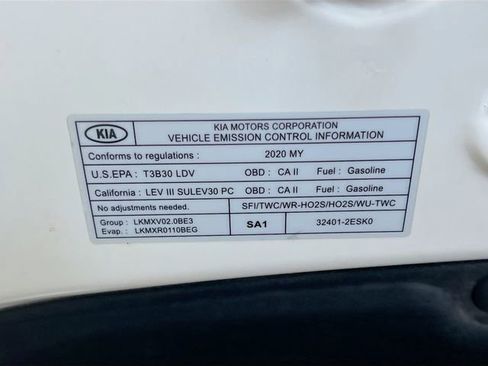 KIA
KIA MOTORS CORPORATION
VEHICLE EMISSION CONTROL INFORMATION
Conforms to regulations : 2020 MY
U.S.EPA : T3B30 LDV OBD : CA II Fuel : Gasoline
California : LEV III SULEV30 PC OBD : CA II Fuel : Gasoline
No adjustments needed. SFI/TWC/WR-HO2S/HO2S/WU-TWC
Group : LKMXV02.0BE3 SA1 32401-2ESK0
Evap. : LKMXR0110BEG